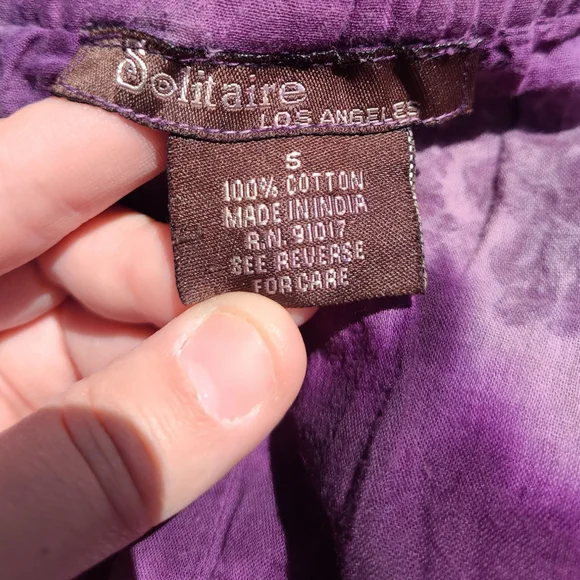 Solitaire
LOS ANGELES
S
100% COTTON
MADE IN INDIA
R.N. 91017
SEE REVERSE
FOR CARE